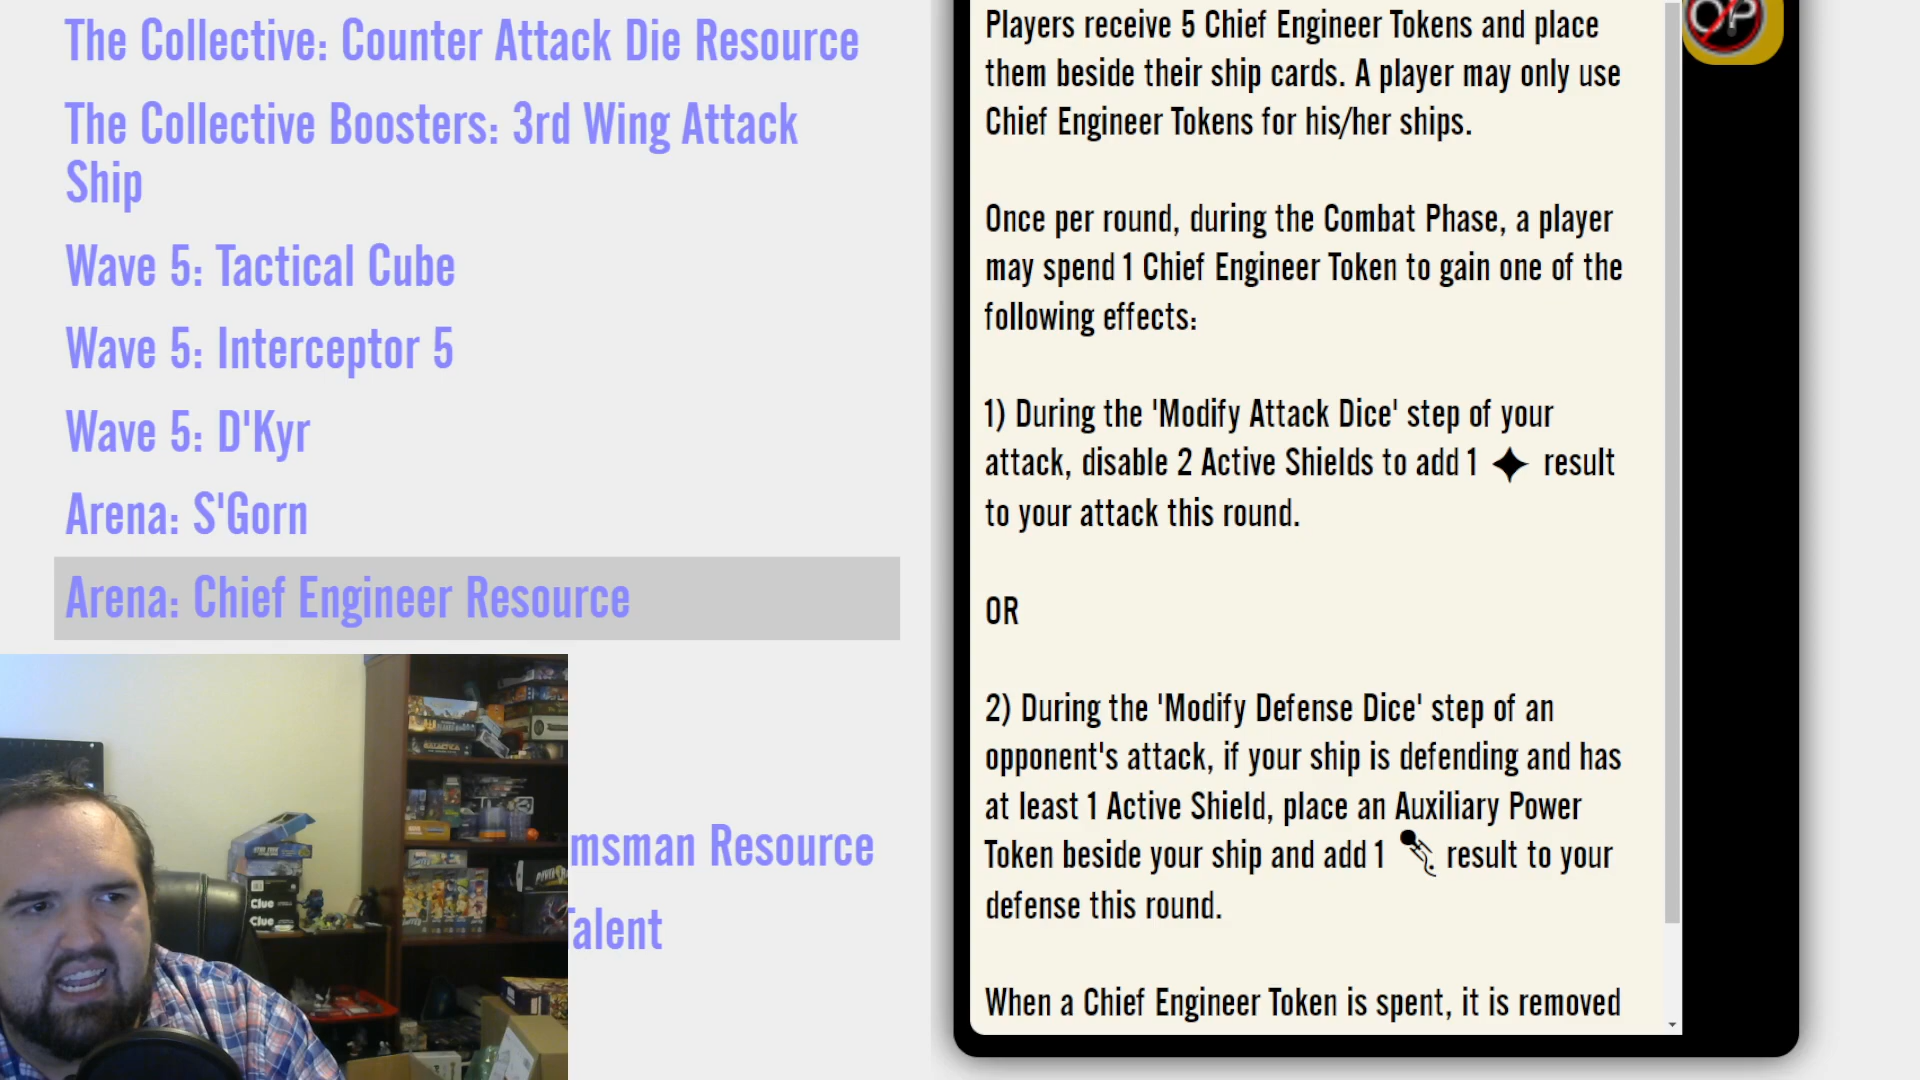 The Collective: Counter Attack Die Resource
The Collective Boosters: 3rd Wing Attack
Ship
Wave 5: Tactical Cube
Wave 5: Interceptor 5
Wave 5: D'Kyr
Arena: S'Gorn
Arena: Chief Engineer Resource
msman Resource
Talent
Players receive 5 Chief Engineer Tokens and place
them beside their ship cards. A player may only use
Chief Engineer Tokens for his/her ships.
Once per round, during the Combat Phase, a player
may spend 1 Chief Engineer Token to gain one of the
following effects:
1) During the 'Modify Attack Dice' step of your
attack, disable 2 Active Shields to add 1 result
to your attack this round.
OR
2) During the 'Modify Defense Dice' step of an
opponent's attack, if your ship is defending and has
at least 1 Active Shield, place an Auxiliary Power
Token beside your ship and add 1 result to your
defense this round.
When a Chief Engineer Token is spent, it is removed
OP
GALACTICA
Clue
Clue